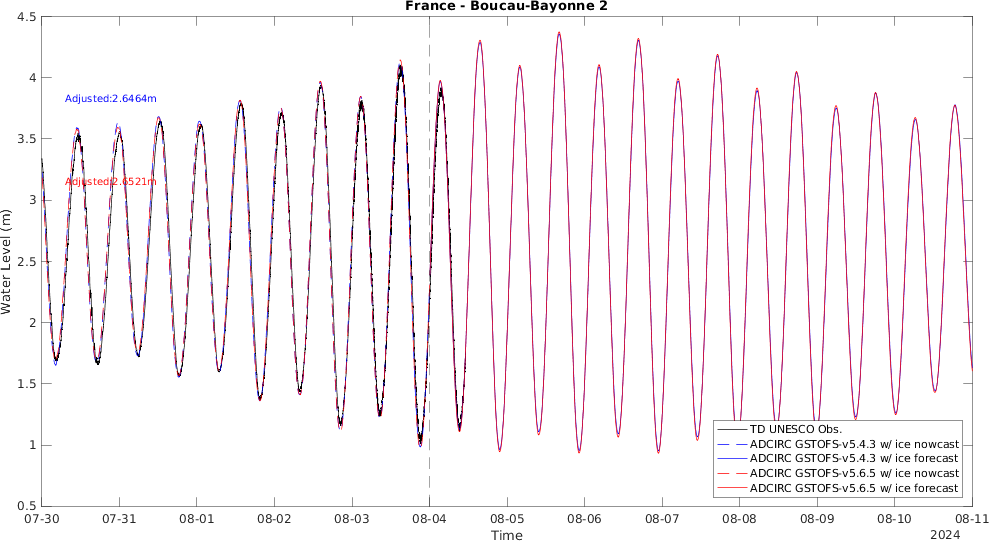 France - Boucau-Bayonne 2
4.5
4
3.5
3
2.5
2
1.5
1
0.5
Water Level (m)
Adjusted:2.6464m
Adjusted:2.6521m
TD UNESCO Obs.
ADCIRC GSTOFS-v5.4.3 w/ ice nowcast
ADCIRC GSTOFS-v5.4.3 w/ ice forecast
ADCIRC GSTOFS-v5.6.5 w/ ice nowcast
ADCIRC GSTOFS-v5.6.5 w/ ice forecast
07-30 07-31 08-01 08-02 08-03 08-04 08-05 08-06 08-07 08-08 08-09 08-10 08-11
Time
2024